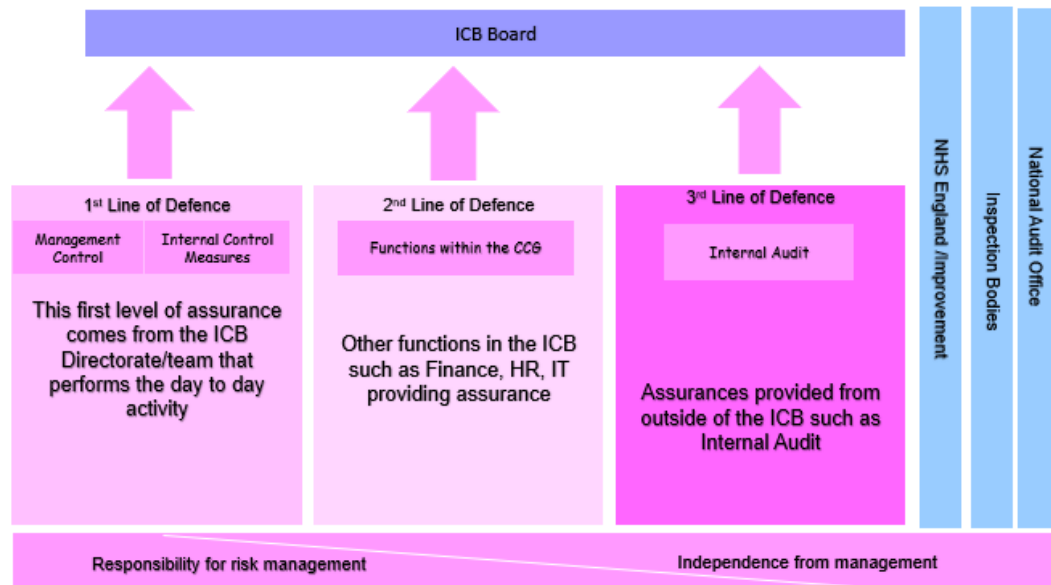 ICB Board
1st Line of Defence
Management
Control
Internal Control
Measures
This first level of assurance
comes from the ICB
Directorate/team that
performs the day to day
activity
2nd Line of Defence
Functions within the CCG
Other functions in the ICB
such as Finance, HR, IT
providing assurance
3rd Line of Defence
Internal Audit
Assurances provided from
outside of the ICB such as
Internal Audit
NHS England /Improvement
Inspection Bodies
National Audit Office
Responsibility for risk management
Independence from management